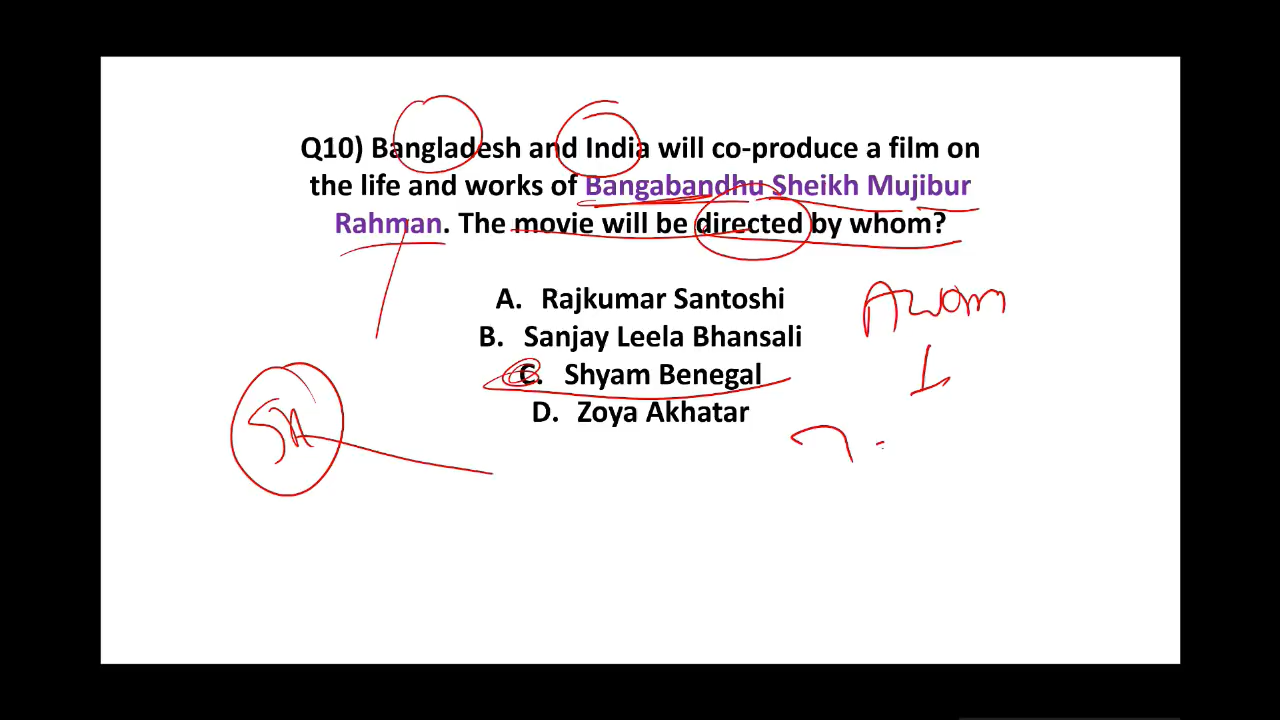 Q10) Bangladesh and India will co-produce a film on
the life and works of Bangabandhu Sheikh Mujibur
Rahman. The movie will be directed by whom?
A. Rajkumar Santoshi
B. Sanjay Leela Bhansali
C. Shyam Benegal
D. Zoya Akhatar
Awam
L